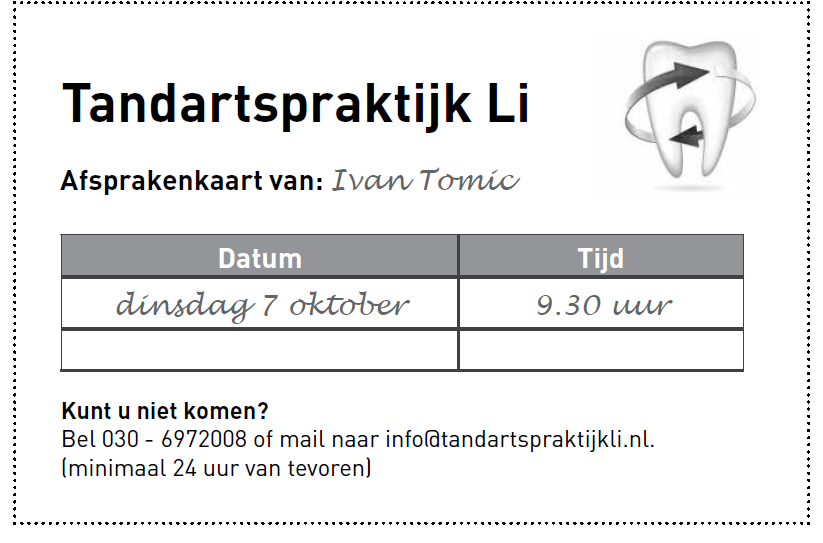 Tandartspraktijk Li
Afsprakenkaart van: Ivan Tomic
Datum Tijd
dinsdag 7 oktober 9.30 uur
Kunt u niet komen?
Bel 030 - 6972008 of mail naar info@tandartspraktijkli.nl.
(minimaal 24 uur van tevoren)